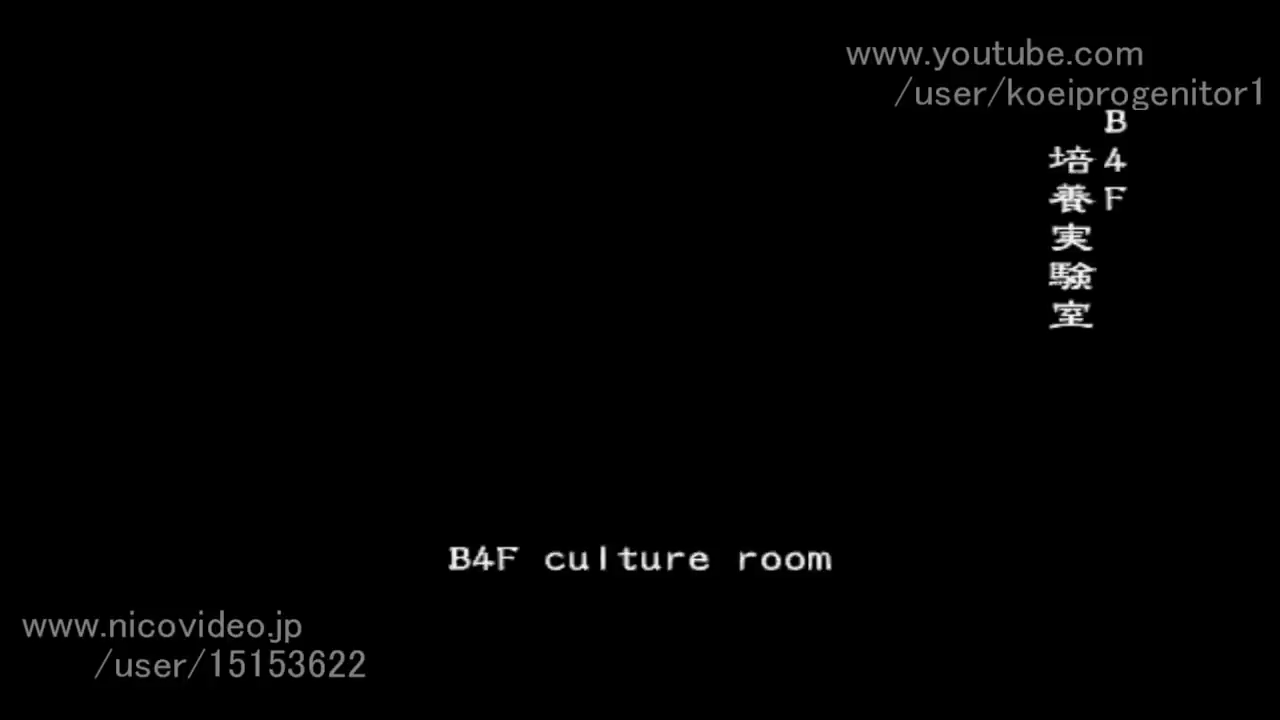 www.youtube.com
/user/koeiprogenitor1
B4F
培養実験室
B4F culture room
www.nicovideo.jp
/user/15153622